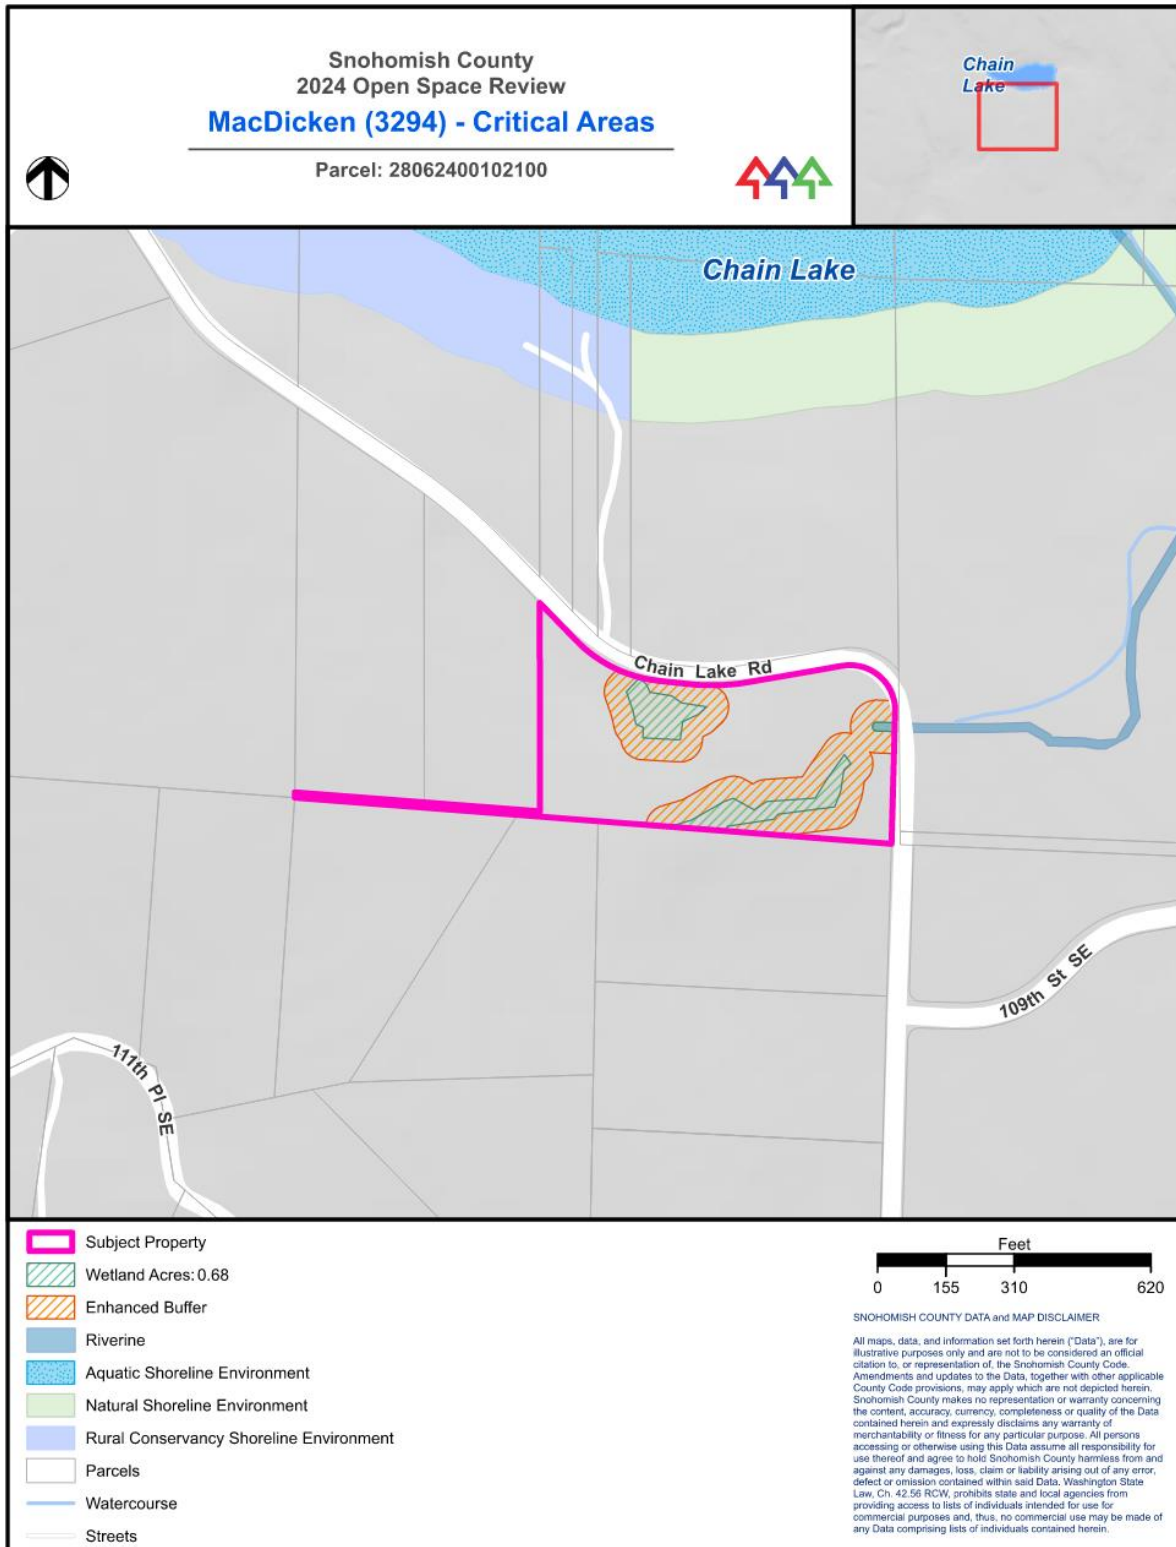 Snohomish County
2024 Open Space Review
MacDicken (3294) - Critical Areas
Parcel: 28062400102100
Chain
Lake
Chain Lake
Chain Lake Rd
109th St SE
111th Pl SE
Subject Property
Wetland Acres: 0.68
Enhanced Buffer
Riverine
Aquatic Shoreline Environment
Natural Shoreline Environment
Rural Conservancy Shoreline Environment
Parcels
Watercourse
Streets
Feet
0 155 310 620
SNOHOMISH COUNTY DATA and MAP DISCLAIMER
All maps, data, and information set forth herein ("Data"), are for
illustrative purposes only and are not to be considered an official
citation to, or representation of, the Snohomish County Code.
Amendments and updates to the Data, together with other applicable
County Code provisions, may apply which are not depicted herein.
Snohomish County makes no representation or warranty concerning
the content, accuracy, currency, completeness or quality of the Data
contained herein and expressly disclaims any warranty of
merchantability or fitness for any particular purpose. All persons
accessing or otherwise using this Data assume all responsibility for
use thereof and agree to hold Snohomish County harmless from and
against any damages, loss, claim or liability arising out of any error,
defect or omission contained within said Data. Washington State
Law, Ch. 42.56 RCW, prohibits state and local agencies from
providing access to lists of individuals intended for use for
commercial purposes and, thus, no commercial use may be made of
any Data comprising lists of individuals contained herein.